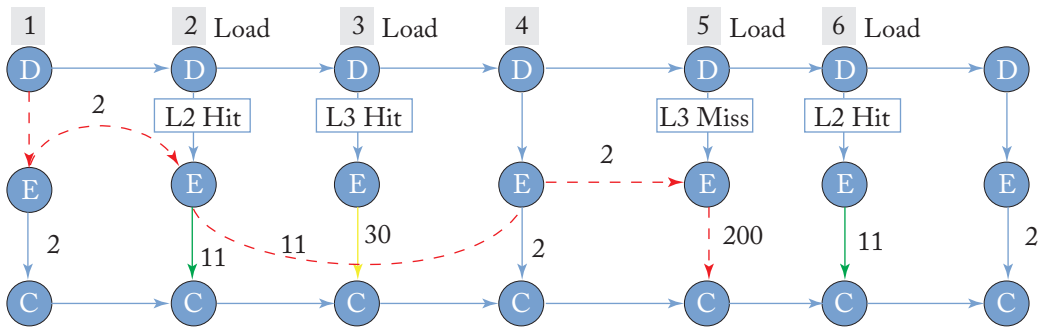 1 2 Load 3 Load 4 5 Load 6 Load
D D D D D D D
2 L2 Hit L3 Hit L3 Miss L2 Hit
2
E E E E E E E
2 11 11 30 2 200 11 2
C C C C C C C